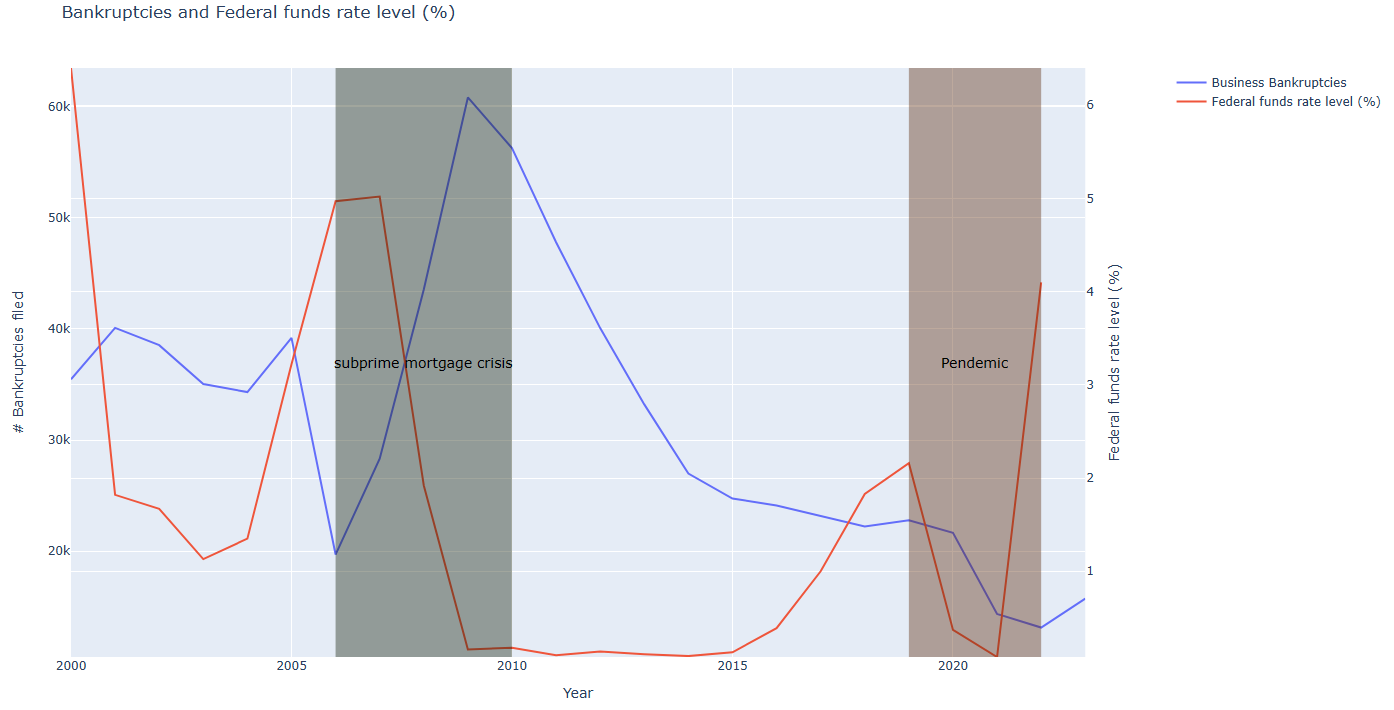 Bankruptcies and Federal funds rate level (%)
Business Bankruptcies
Federal funds rate level (%)
60k
50k
40k
30k
20k
# Bankruptcies filed
subprime mortgage crisis
Pendemic
6
5
4
3
2
1
Federal funds rate level (%)
2000
2005
2010
2015
2020
Year